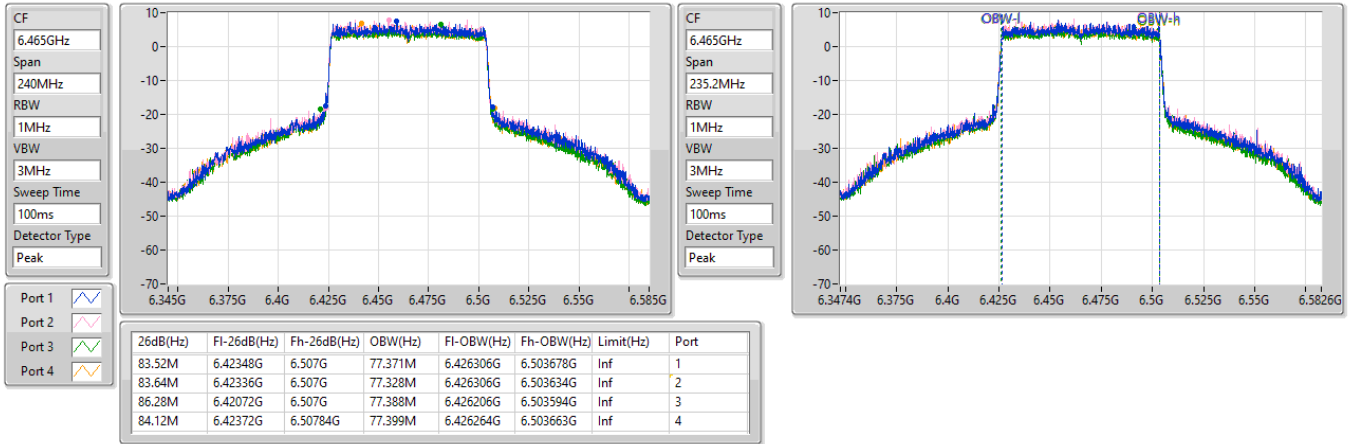 CF
6.465GHz
Span
240MHz
RBW
1MHz
VBW
3MHz
Sweep Time
100ms
Detector Type
Peak
10
0
-10
-20
-30
-40
-50
-60
-70
6.345G 6.375G 6.4G 6.425G 6.45G 6.475G 6.5G 6.525G 6.55G 6.585G
CF
6.465GHz
Span
235.2MHz
RBW
1MHz
VBW
3MHz
Sweep Time
100ms
Detector Type
Peak
OBW-l OBW-h
10
0
-10
-20
-30
-40
-50
-60
-70
6.3474G 6.375G 6.4G 6.425G 6.45G 6.475G 6.5G 6.525G 6.55G 6.5826G
Port 1
Port 2
Port 3
Port 4
26dB(Hz) Fl-26dB(Hz) Fh-26dB(Hz) OBW(Hz) Fl-OBW(Hz) Fh-OBW(Hz) Limit(Hz) Port
83.52M 6.42348G 6.507G 77.371M 6.426306G 6.503678G Inf 1
83.64M 6.42336G 6.507G 77.328M 6.426306G 6.503634G Inf 2
86.28M 6.42072G 6.507G 77.388M 6.426206G 6.503594G Inf 3
84.12M 6.42372G 6.50784G 77.399M 6.426264G 6.503663G Inf 4